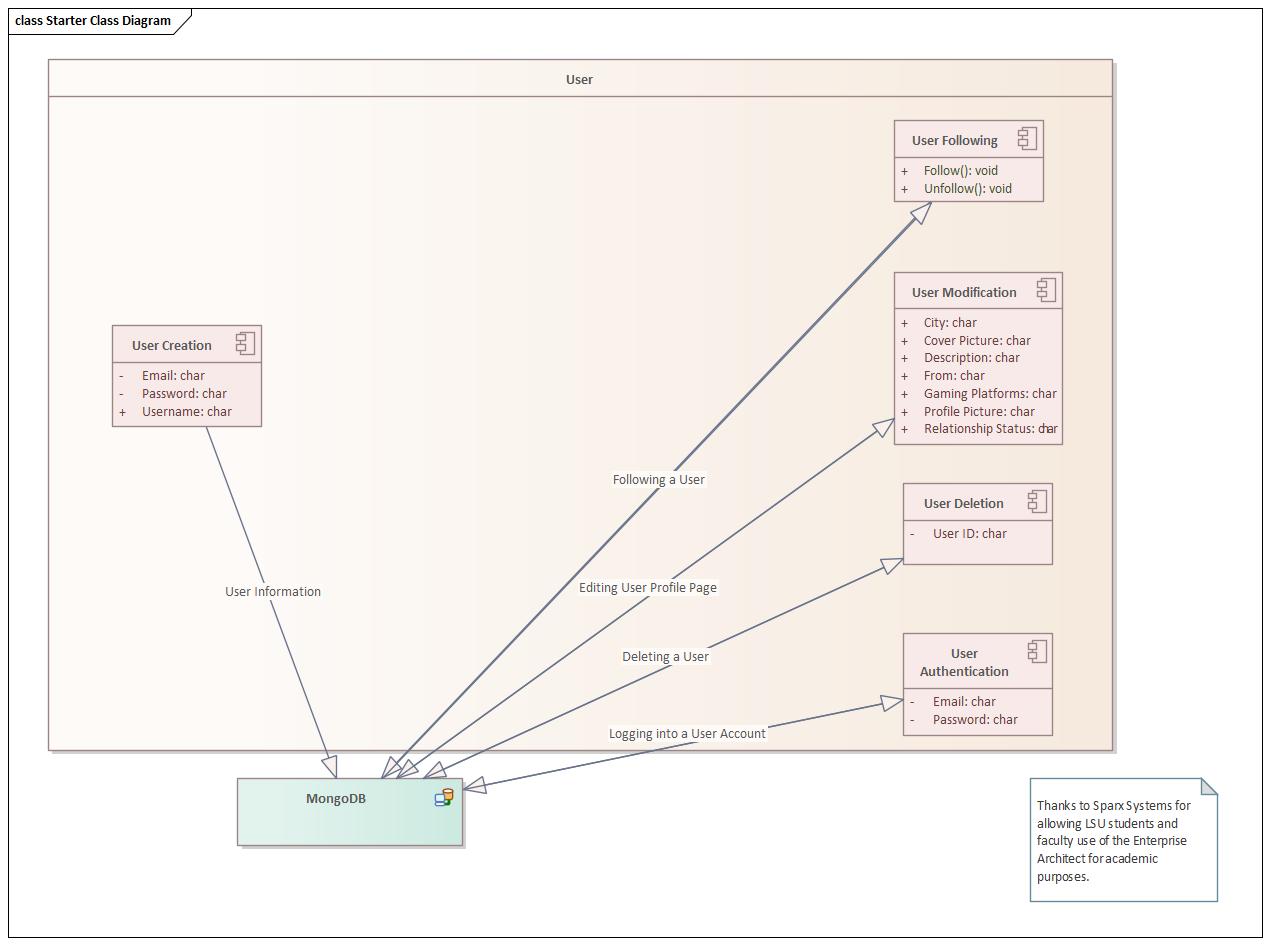 class Starter Class Diagram
User
User Following
+ Follow(): void
+ Unfollow(): void
User Modification
+ City: char
+ Cover Picture: char
+ Description: char
+ From: char
+ Gaming Platforms: char
+ Profile Picture: char
+ Relationship Status: char
User Creation
- Email: char
- Password: char
+ Username: char
Following a User
User Deletion
- User ID: char
User Information
Editing User Profile Page
Deleting a User
User
Authentication
- Email: char
- Password: char
Logging into a User Account
MongoDB
Thanks to Sparx Systems for
allowing LSU students and
faculty use of the Enterprise
Architect for academic
purposes.